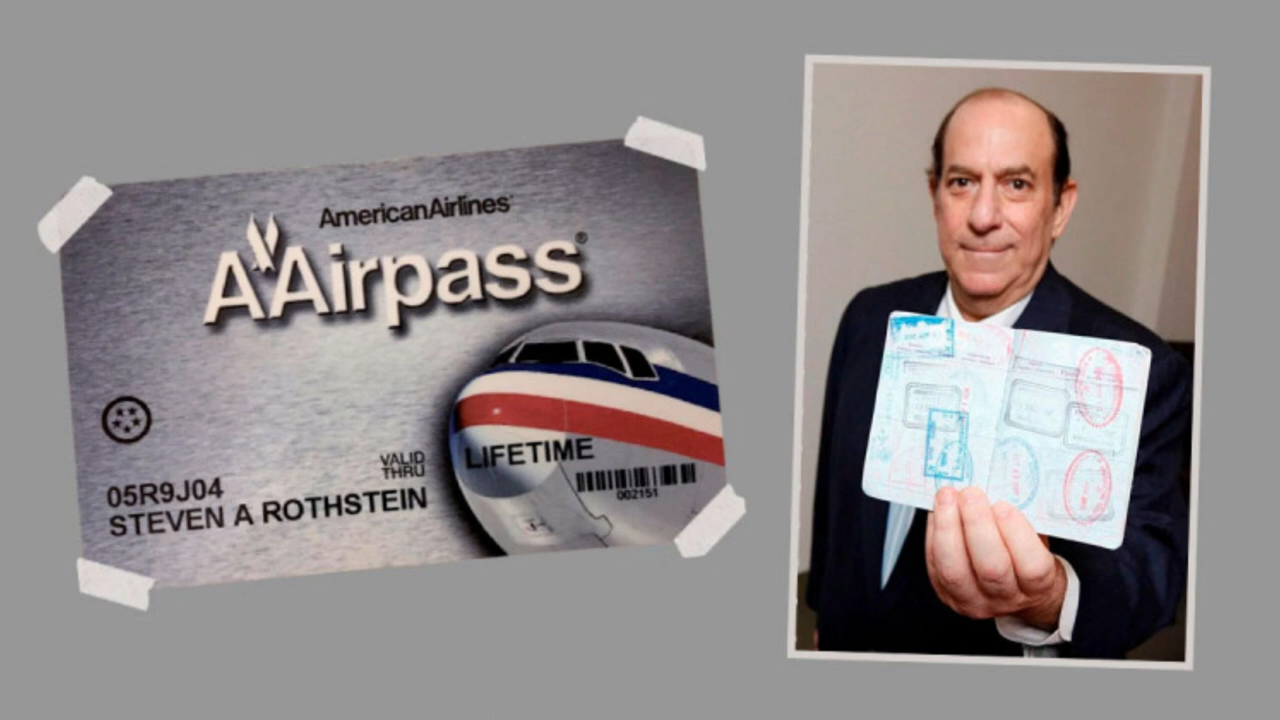 AmericanAirlines
AAirpass®
LIFETIME
VALID
THRU
002151
05R9J04
STEVEN A ROTHSTEIN